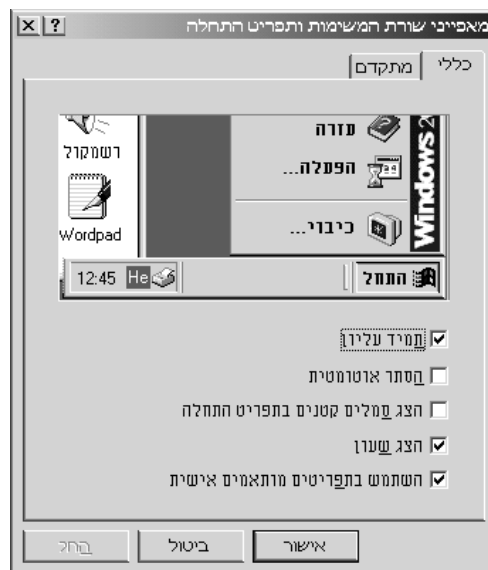 מאפייני שורת המשימות ותפריט התחלה
כללי
מתקדם
עזרה
הפעלה...
כיבוי...
Windows 2
רשמקול
Wordpad
התחל
He
12:45
תמיד עליון
הסתר אוטומטית
הצג סמלים קטנים בתפריט התחלה
הצג שעון
השתמש בתפריטים מותאמים אישית
אישור
ביטול
החל